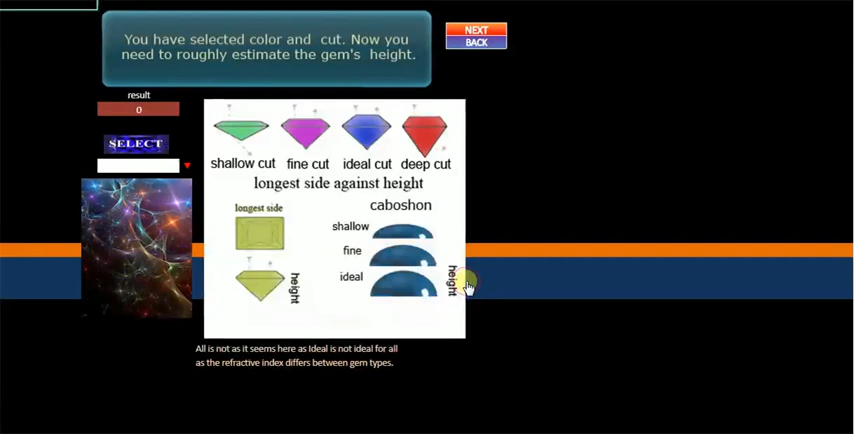 You have selected color and cut. Now you
need to roughly estimate the gem's height.
NEXT
BACK
result
0
SELECT
shallow cut fine cut ideal cut deep cut
longest side against height
longest side
caboshon
shallow
fine
ideal
height
height
All is not as it seems here as Ideal is not ideal for all
as the refractive index differs between gem types.